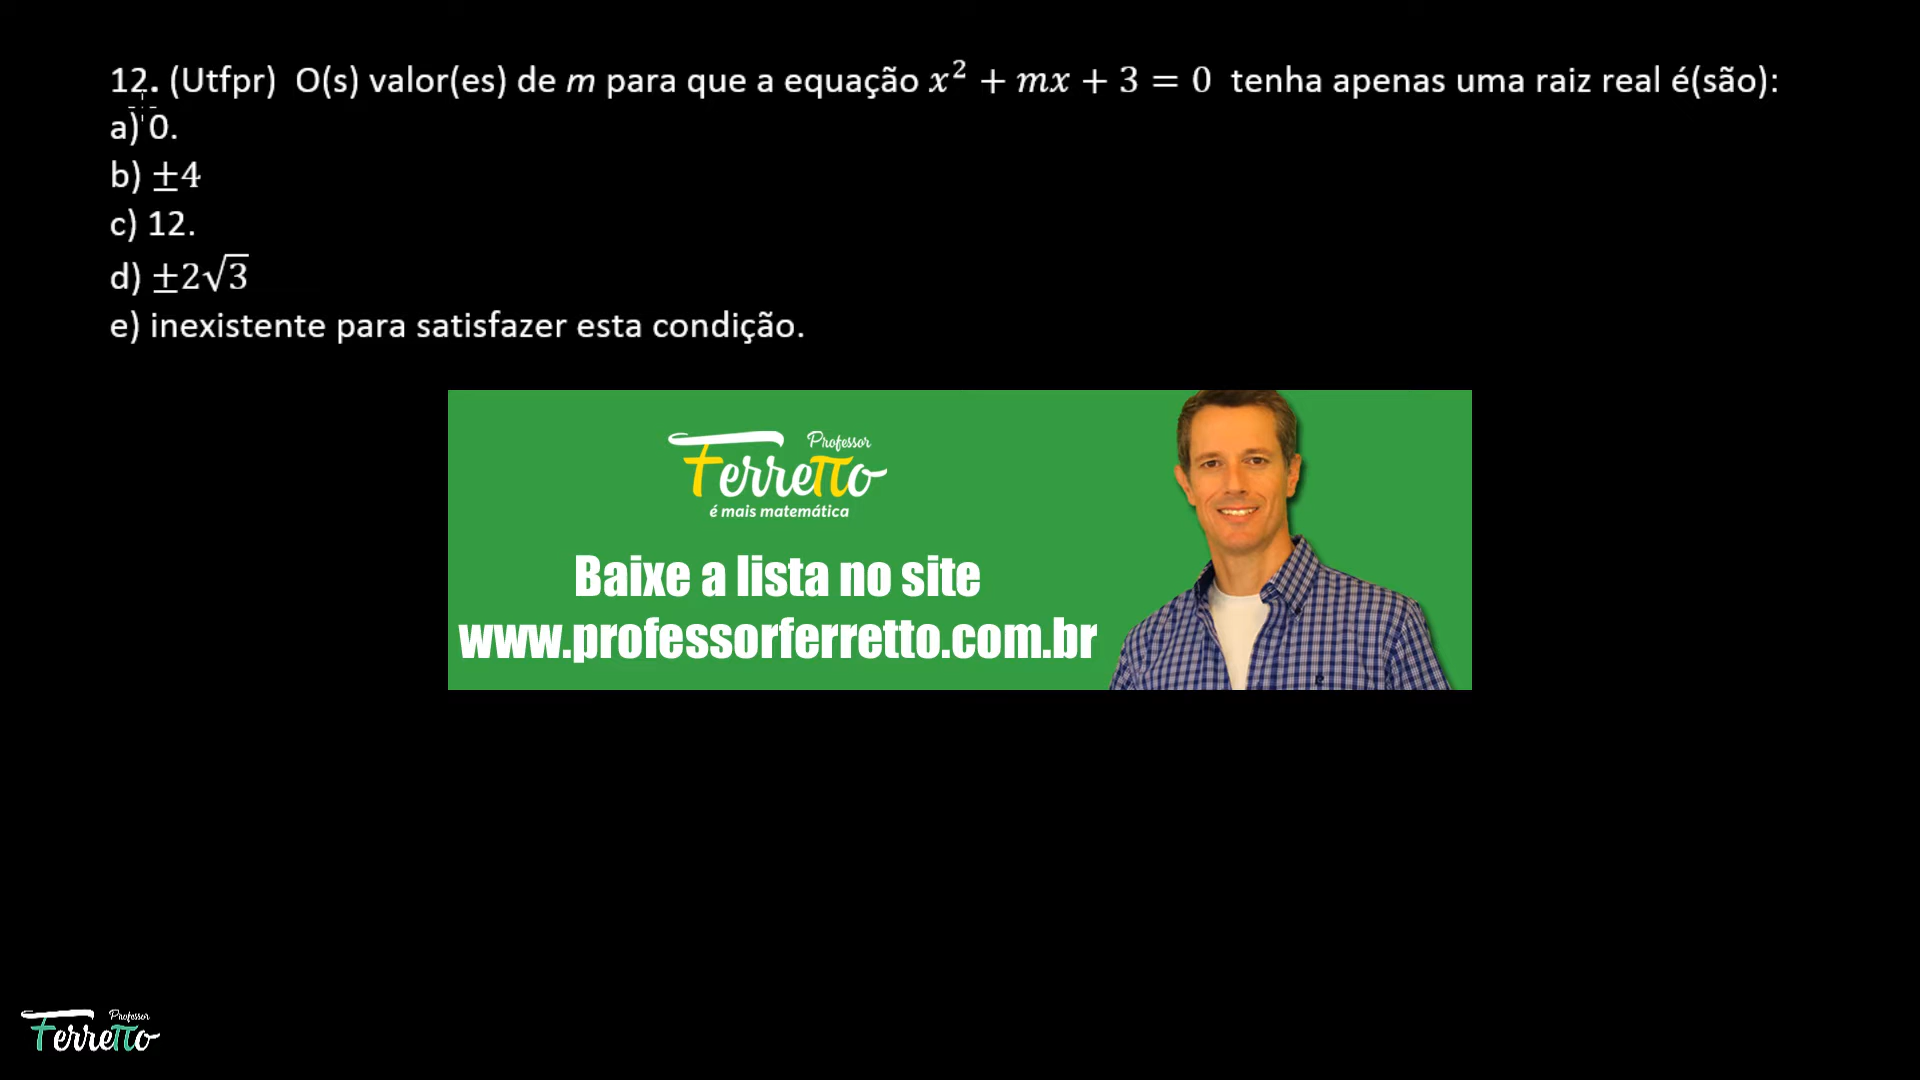 12. (Utfpr) O(s) valor(es) de m para que a equação x² + mx + 3 = 0 tenha apenas uma raiz real é(são):
a) 0.
b) ±4
c) 12.
d) ±2√3
e) inexistente para satisfazer esta condição.
Professor
Ferretto
é mais matemática
Baixe a lista no site
www.professorferretto.com.br
Professor
Ferretto